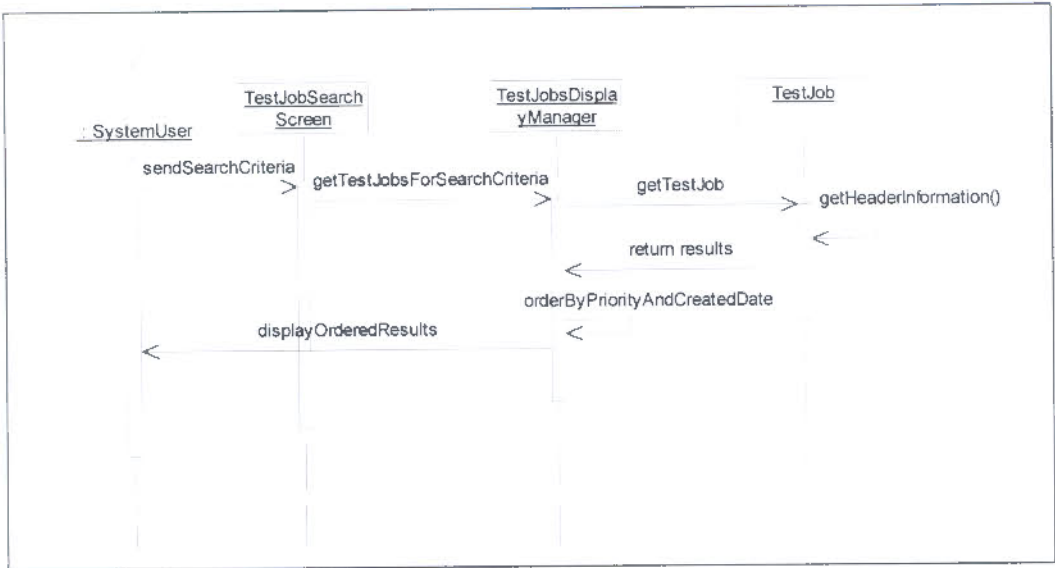 TestJobSearch
Screen
TestJobsDispla
yManager
TestJob
: SystemUser
sendSearchCriteria
getTestJobsForSearchCriteria
getTestJob
getHeaderInformation()
return results
orderByPriorityAndCreatedDate
displayOrderedResults